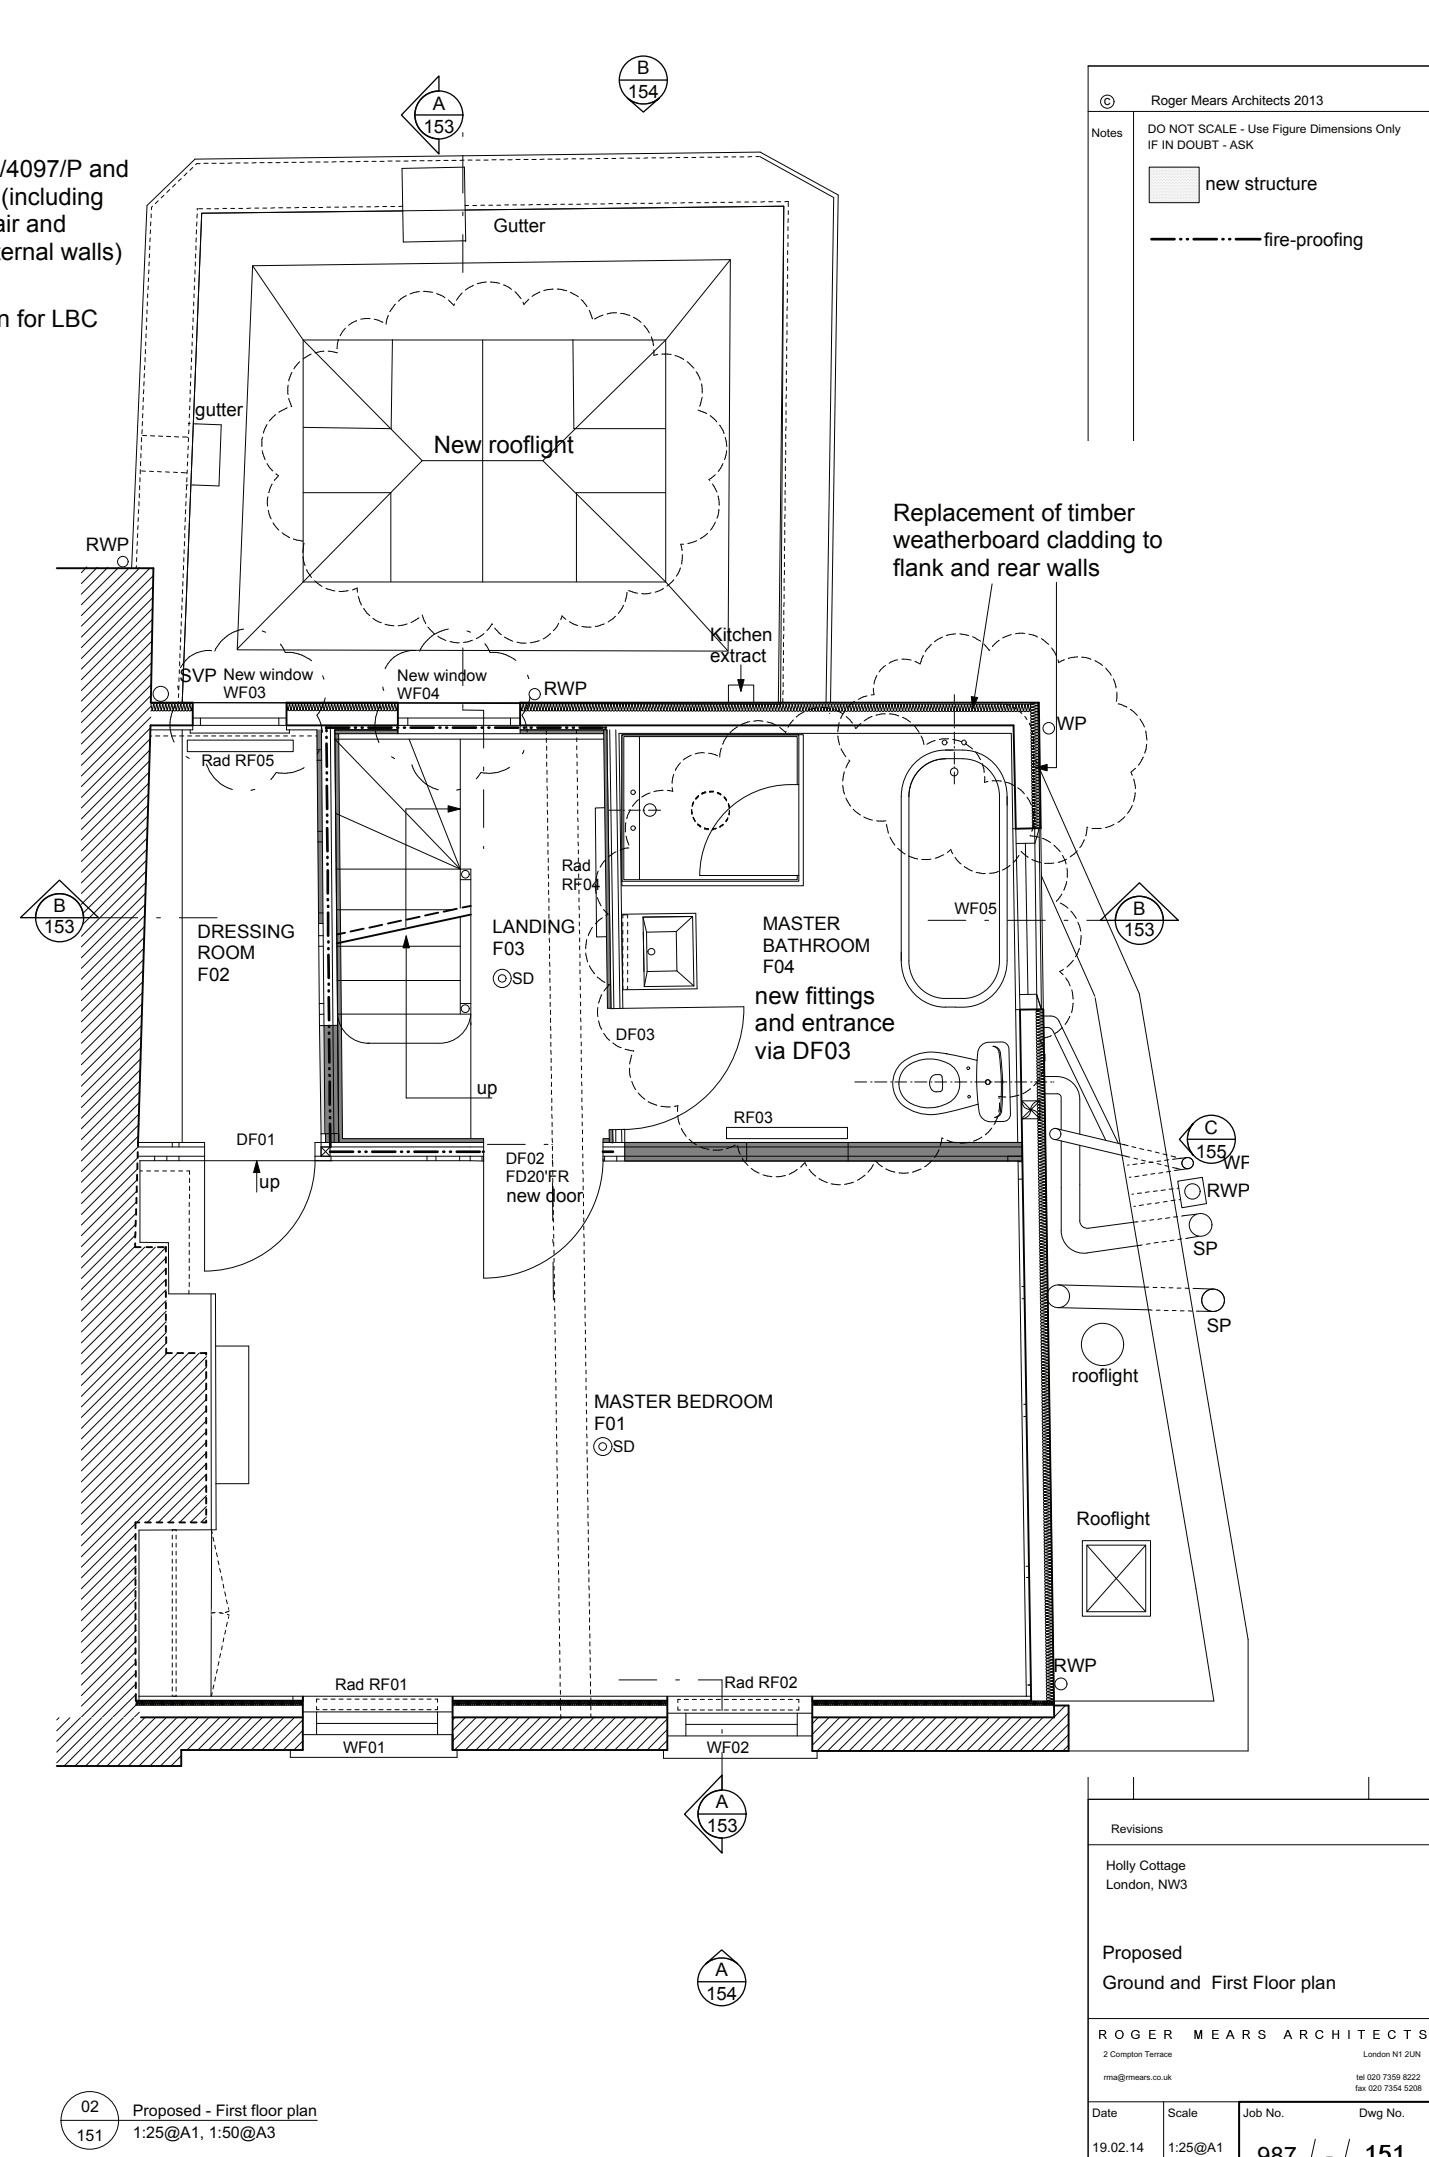 B
154
A
153
© Roger Mears Architects 2013
Notes
DO NOT SCALE - Use Figure Dimensions Only
IF IN DOUBT - ASK
new structure
fire-proofing
/4097/P and
(including
air and
ernal walls)
n for LBC
Gutter
gutter
New rooflight
RWP
Replacement of timber
weatherboard cladding to
flank and rear walls
Kitchen
extract
SVP
New window
WF03
New window
WF04
RWP
WP
Rad RF05
Rad
RF04
B
153
DRESSING
ROOM
F02
LANDING
F03
SD
MASTER
BATHROOM
F04
new fittings
and entrance
via DF03
WF05
B
153
DF03
up
RF03
DF01
up
DF02
FD20'FR
new door
C
155
WP
RWP
SP
SP
rooflight
MASTER BEDROOM
F01
SD
Rooflight
RWP
Rad RF01
Rad RF02
WF01
WF02
A
153
Revisions
Holly Cottage
London, NW3
Proposed
Ground and First Floor plan
A
154
ROGER MEARS ARCHITECTS
2 Compton Terrace
London N1 2UN
rma@rmears.co.uk
tel 020 7359 8222
fax 020 7354 5208
02
151
Proposed - First floor plan
1:25@A1, 1:50@A3
Date
Scale
Job No.
Dwg No.
19.02.14
1:25@A1
987 / - / 151